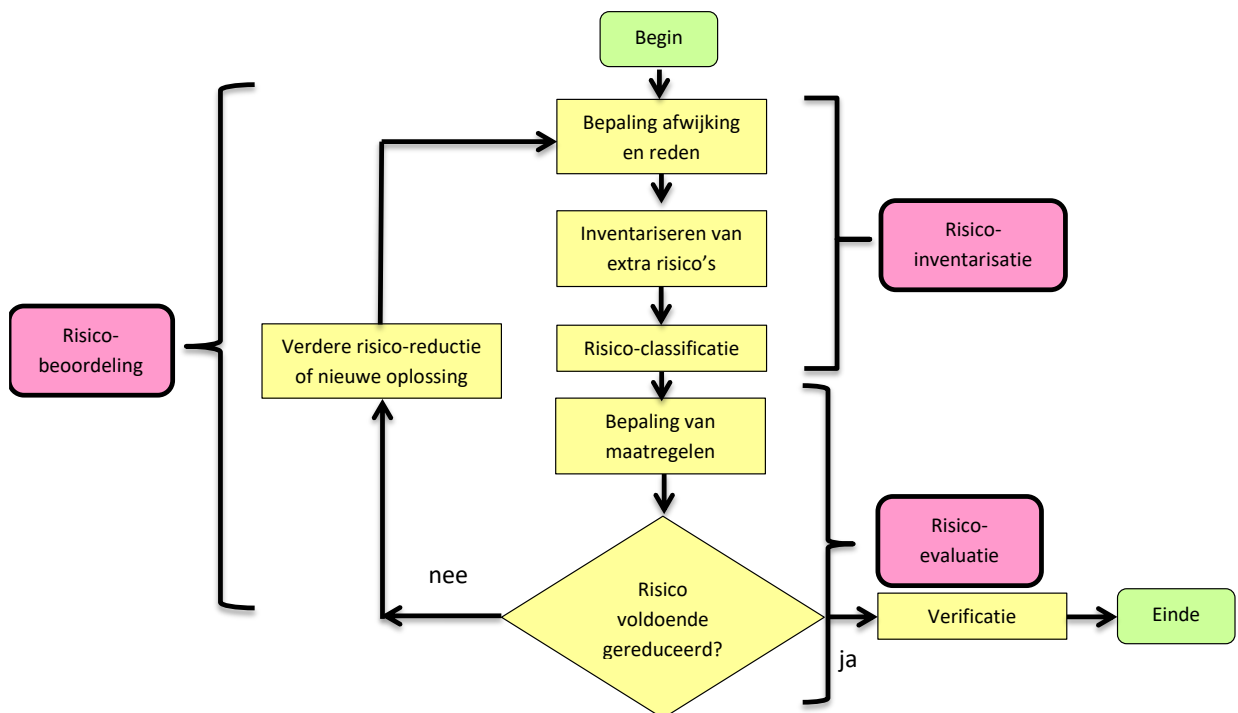 Begin
Bepaling afwijking
en reden
Inventariseren van
extra risico’s
Risico-
inventarisatie
Risico-
beoordeling
Verdere risico-reductie
of nieuwe oplossing
Risico-classificatie
Bepaling van
maatregelen
Risico-
evaluatie
nee
Risico
voldoende
gereduceerd?
Verificatie
Einde
ja